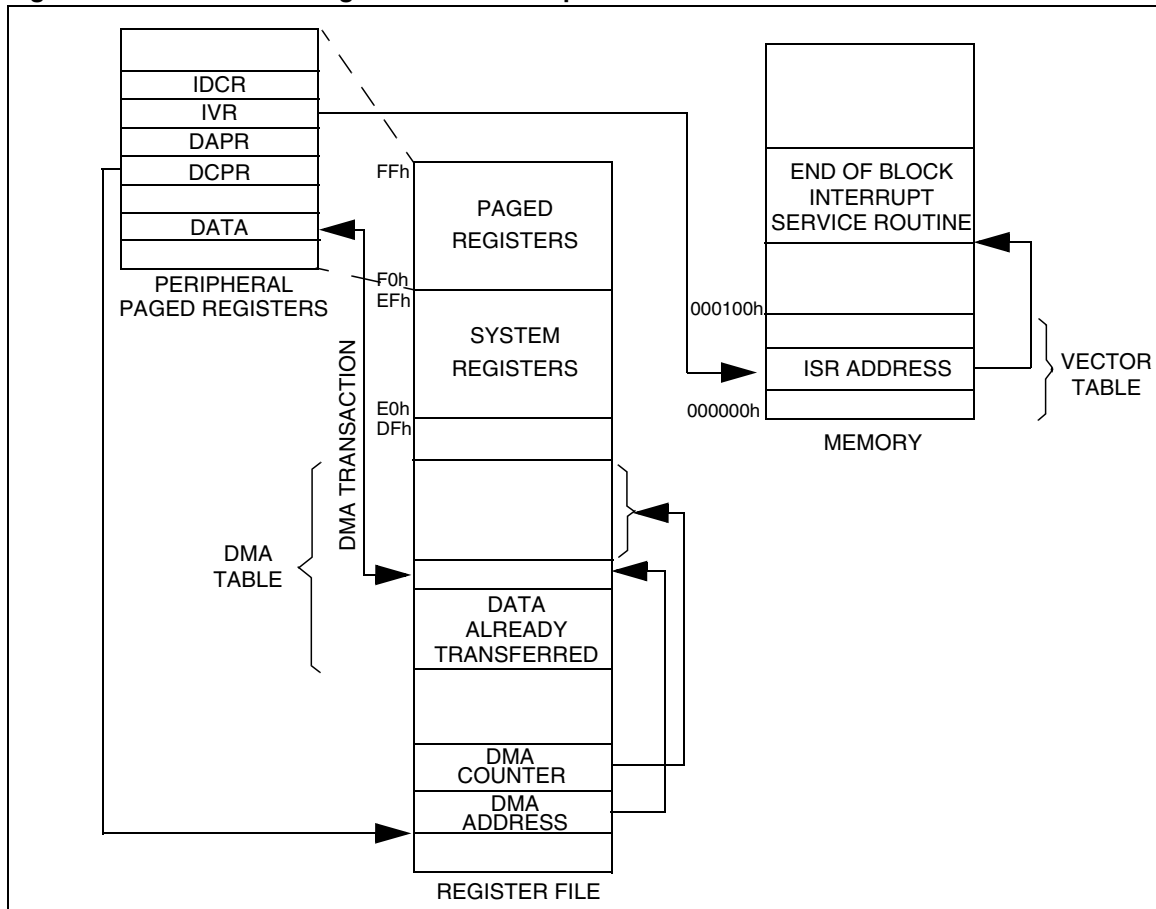 IDCR
IVR
DAPR
DCPR
DATA
PERIPHERAL
PAGED REGISTERS
FFh
PAGED
REGISTERS
F0h
EFh
SYSTEM
REGISTERS
E0h
DFh
DMA TRANSACTION
DMA
TABLE
DATA
ALREADY
TRANSFERRED
DMA
COUNTER
DMA
ADDRESS
REGISTER FILE
END OF BLOCK
INTERRUPT
SERVICE ROUTINE
000100h
ISR ADDRESS
000000h
VECTOR
TABLE
MEMORY